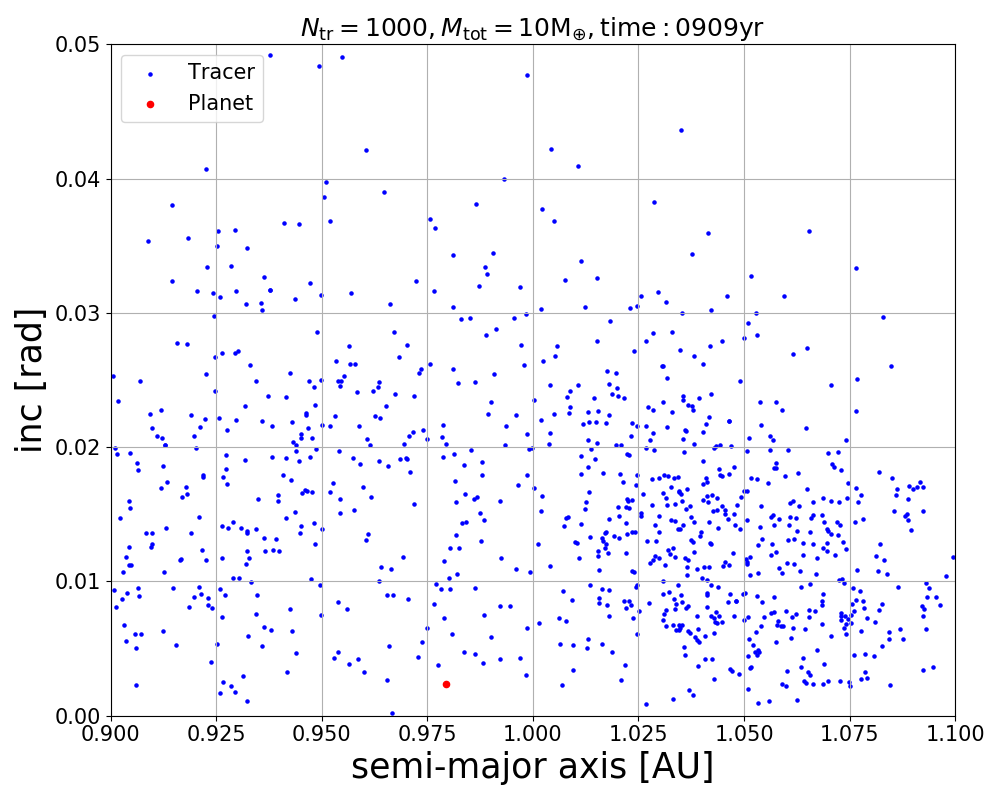 N_tr = 1000, M_tot = 10M_⊕, time : 0909yr
Tracer
Planet
inc [rad]
0.05
0.04
0.03
0.02
0.01
0.00
0.900 0.925 0.950 0.975 1.000 1.025 1.050 1.075 1.100
semi-major axis [AU]